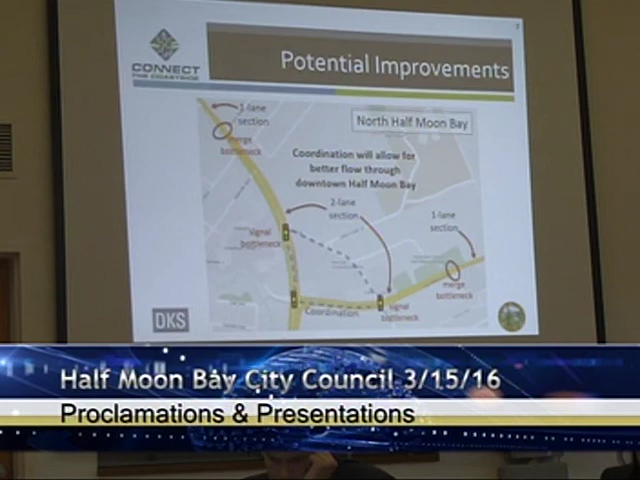 7
CONNECT
THE COASTSIDE
Potential Improvements
North Half Moon Bay
1-lane
section
merge
bottleneck
Coordination will allow for
better flow through
downtown Half Moon Bay
2-lane
section
1-lane
section
signal
bottleneck
merge
bottleneck
Coordination
signal
bottleneck
DKS
Half Moon Bay City Council 3/15/16
Proclamations & Presentations